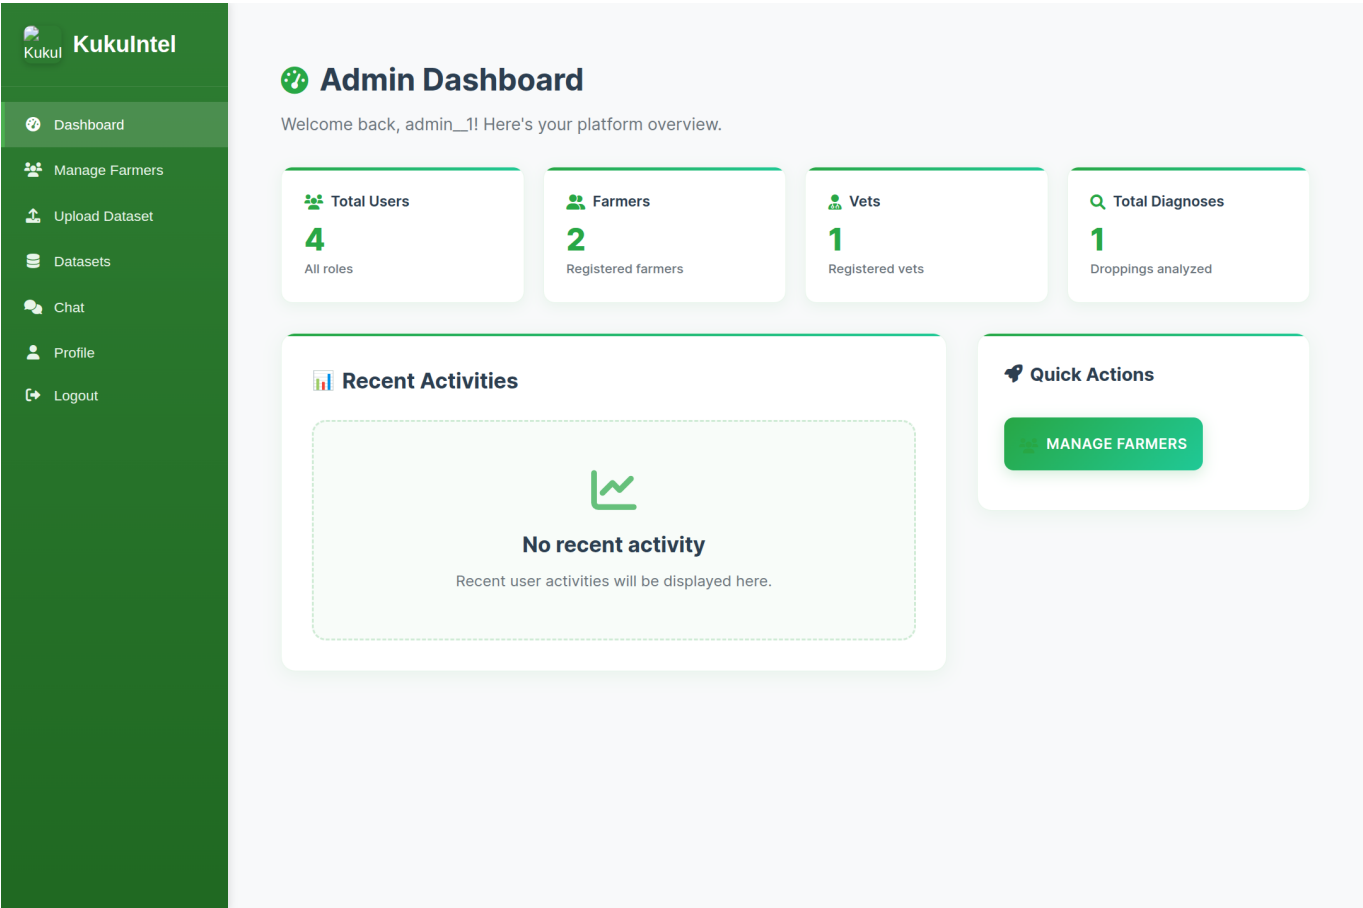 Kukul
KukuIntel
Dashboard
Manage Farmers
Upload Dataset
Datasets
Chat
Profile
Logout
Admin Dashboard
Welcome back, admin__1! Here's your platform overview.
Total Users
4
All roles
Farmers
2
Registered farmers
Vets
1
Registered vets
Total Diagnoses
1
Droppings analyzed
Recent Activities
No recent activity
Recent user activities will be displayed here.
Quick Actions
MANAGE FARMERS